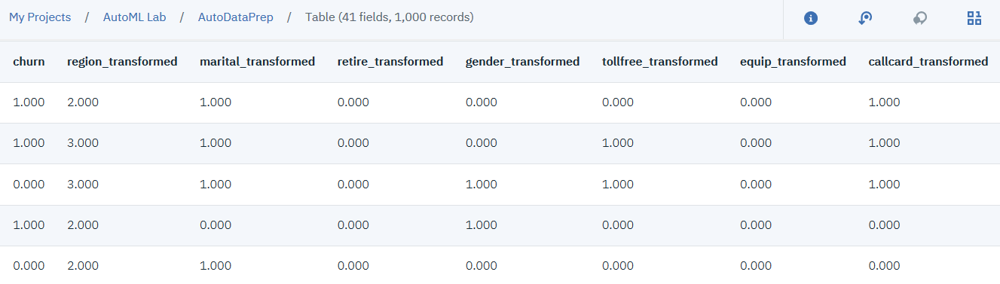 My Projects / AutoML Lab / AutoDataPrep / Table (41 fields, 1,000 records)
churn region_transformed marital_transformed retire_transformed gender_transformed tollfree_transformed equip_transformed callcard_transformed
1.000 2.000 1.000 0.000 0.000 0.000 0.000 1.000
1.000 3.000 1.000 0.000 0.000 1.000 0.000 1.000
0.000 3.000 1.000 0.000 1.000 1.000 0.000 1.000
1.000 2.000 0.000 0.000 1.000 0.000 0.000 0.000
0.000 2.000 1.000 0.000 0.000 0.000 0.000 0.000